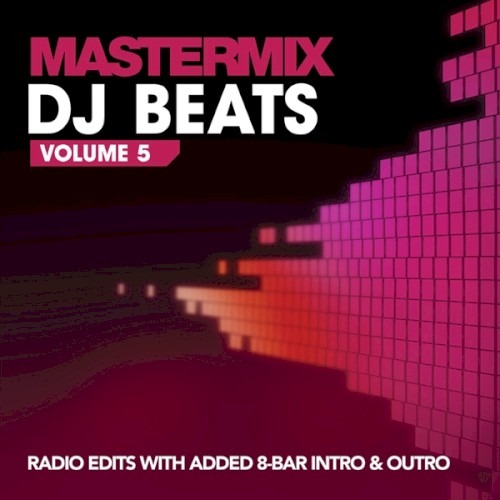 MASTERMIX
DJ BEATS
VOLUME 5
RADIO EDITS WITH ADDED 8-BAR INTRO & OUTRO